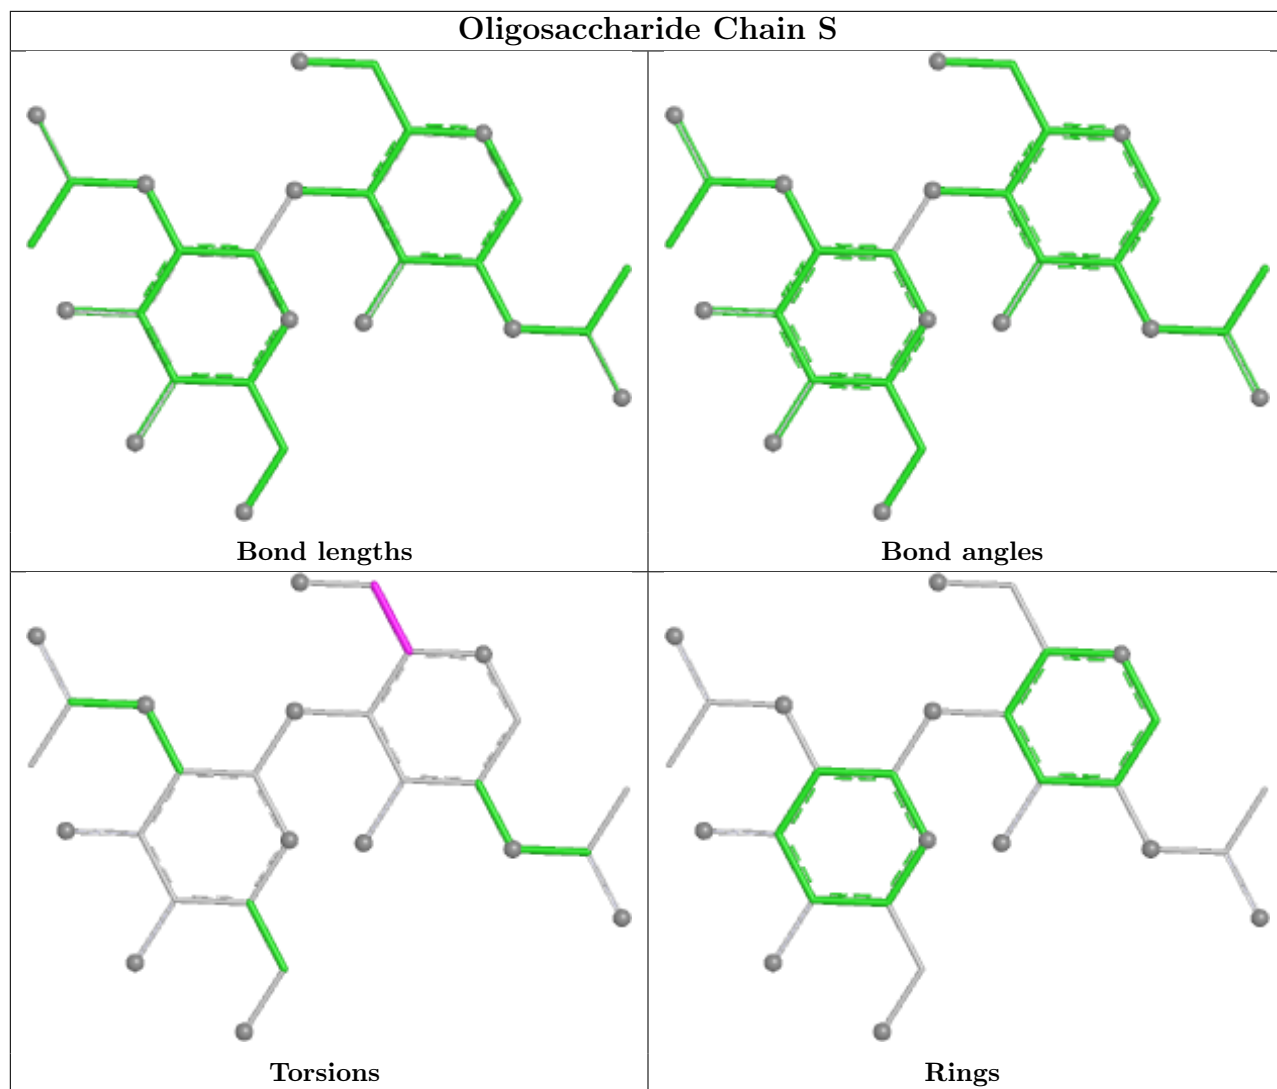 Oligosaccharide Chain S
Bond lengths
Bond angles
Torsions
Rings